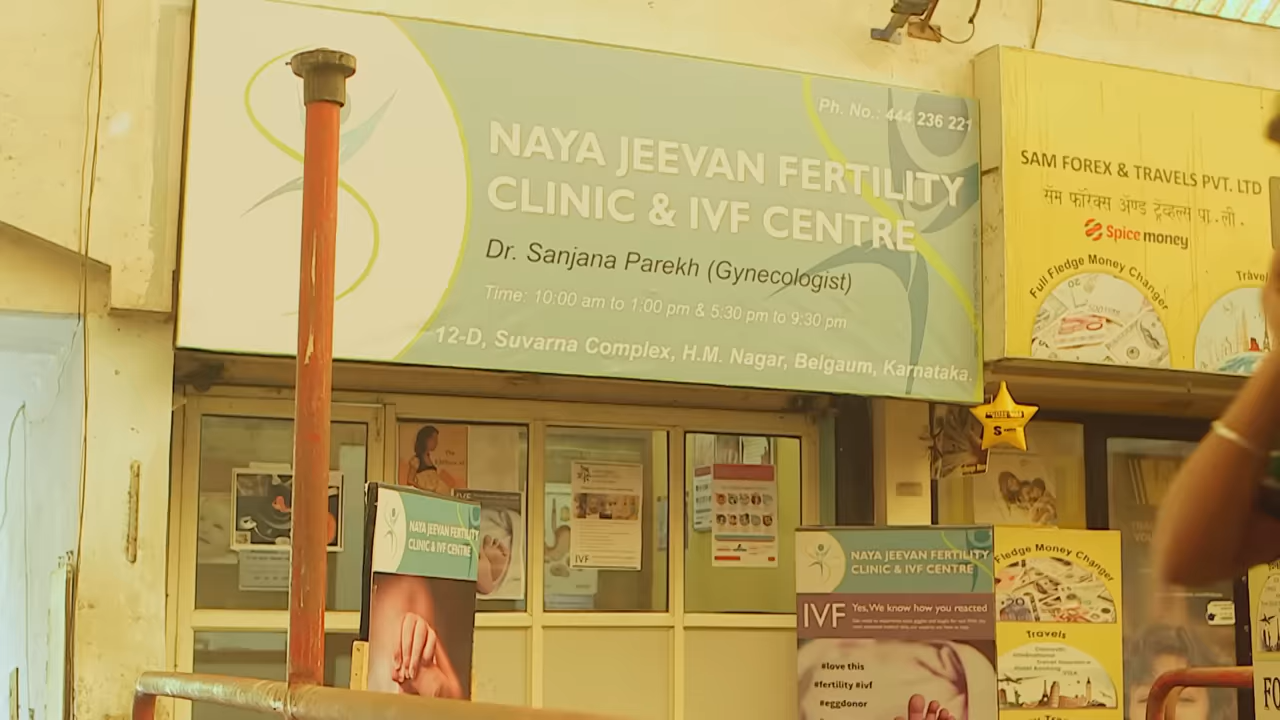 Ph. No.: 444 236 221
NAYA JEEVAN FERTILITY
CLINIC & IVF CENTRE
Dr. Sanjana Parekh (Gynecologist)
Time: 10:00 am to 1:00 pm & 5:30 pm to 9:30 pm
12-D, Suvarna Complex, H.M. Nagar, Belgaum, Karnataka.
SAM FOREX & TRAVELS PVT. LTD
सॅम फॉरेक्स अ‍ॅण्ड ट्रॅव्हल्स प्रा.ली.
Spice money
Full Fledge Money Changer
Travel
NAYA JEEVAN FERTILITY
CLINIC & IVF CENTRE
IVF
NAYA JEEVAN FERTILITY
CLINIC & IVF CENTRE
IVF Yes, We know how you reacted
#love this
#fertility #ivf
#eggdonor
Fledge Money Changer
Travels
FO